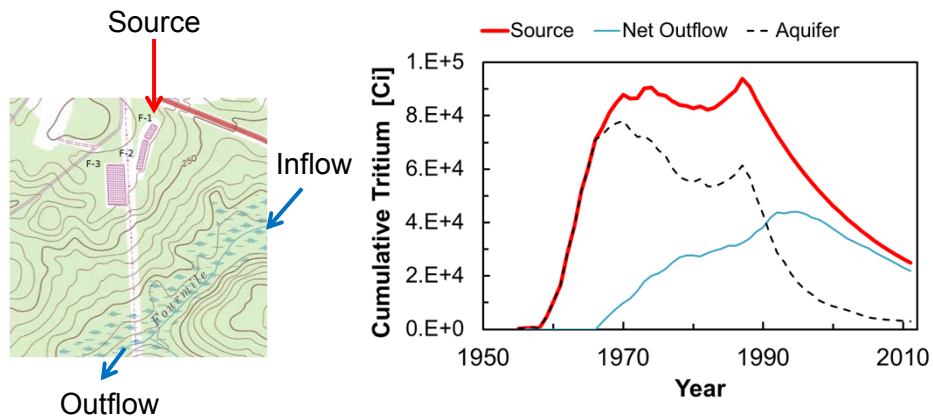 Source
F-1
F-2
F-3
250
Fourmile
Inflow
Outflow
Source Net Outflow Aquifer
Cumulative Tritium [Ci]
1.E+5
8.E+4
6.E+4
4.E+4
2.E+4
0.E+0
1950 1970 1990 2010
Year